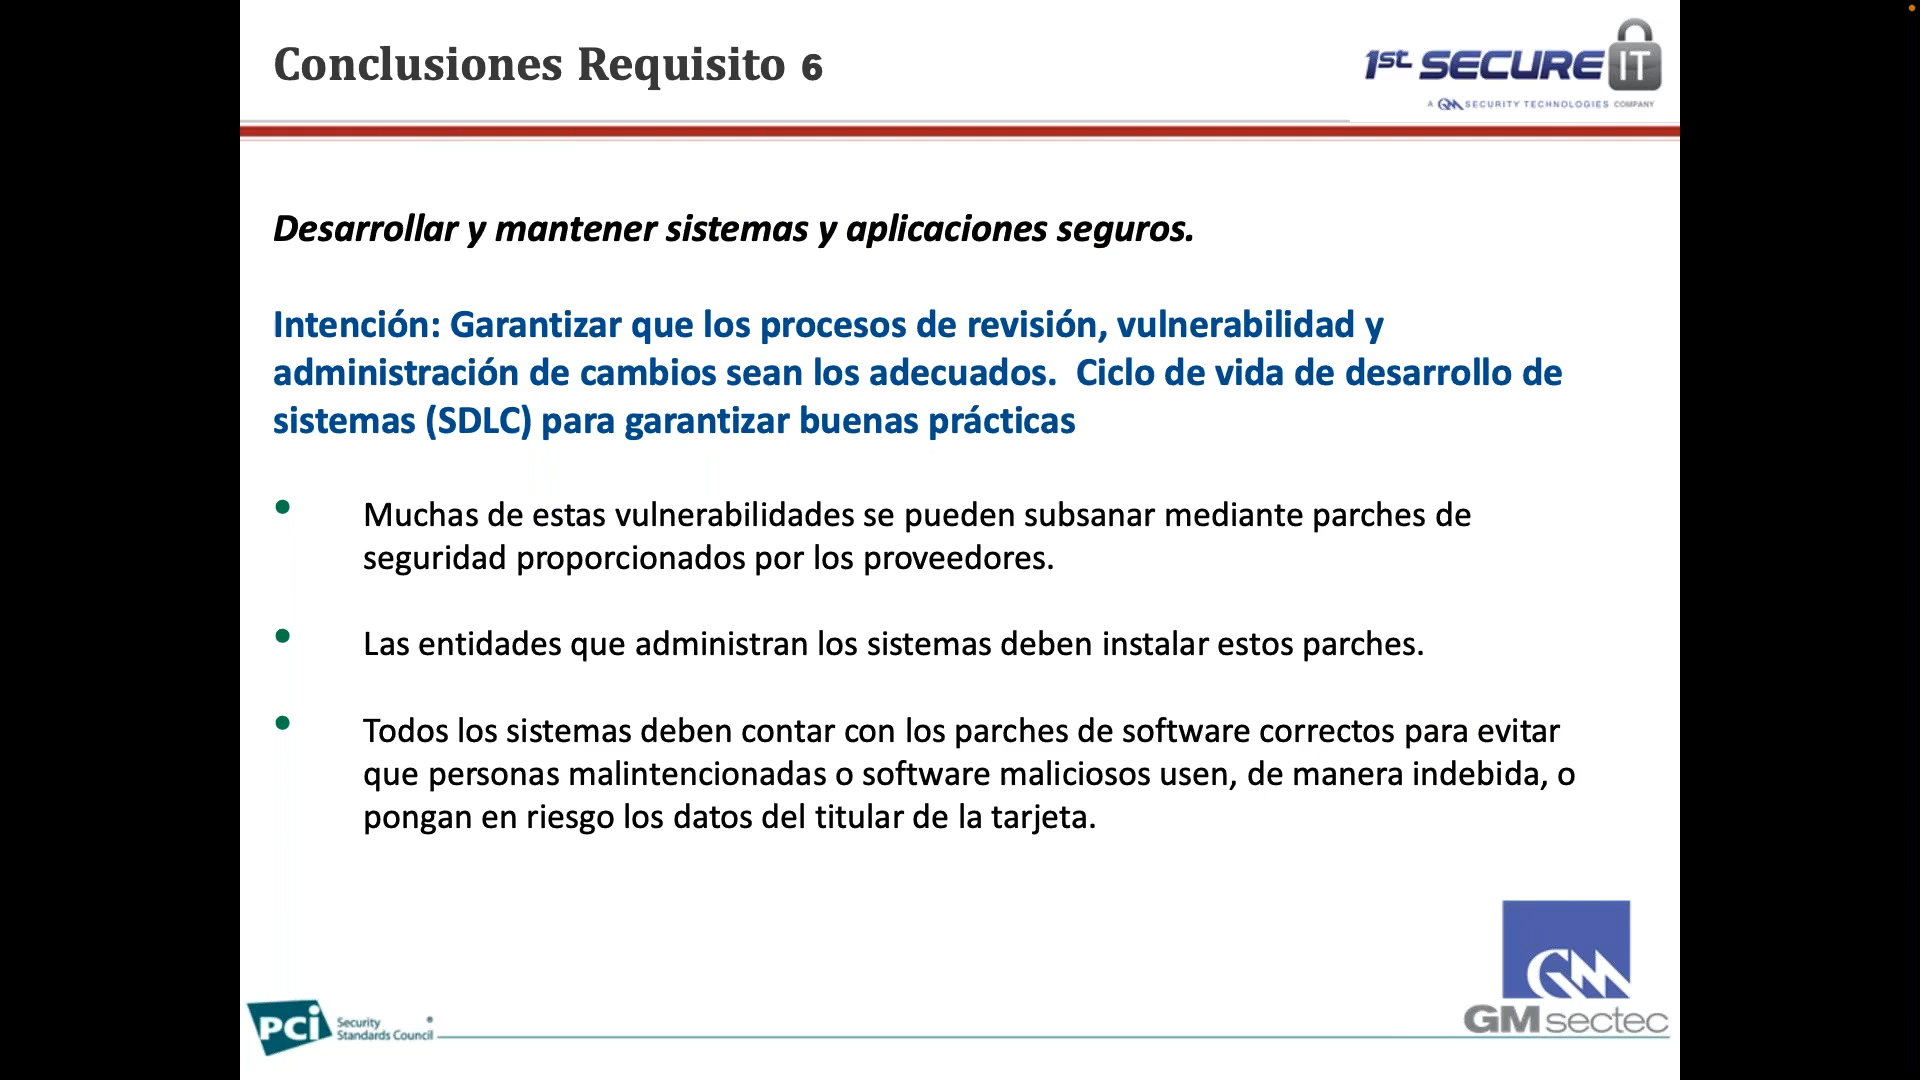 Conclusiones Requisito 6
1st SECURE IT
A GM SECURITY TECHNOLOGIES COMPANY
Desarrollar y mantener sistemas y aplicaciones seguros.
Intención: Garantizar que los procesos de revisión, vulnerabilidad y
administración de cambios sean los adecuados.  Ciclo de vida de desarrollo de
sistemas (SDLC) para garantizar buenas prácticas
• Muchas de estas vulnerabilidades se pueden subsanar mediante parches de
seguridad proporcionados por los proveedores.
• Las entidades que administran los sistemas deben instalar estos parches.
• Todos los sistemas deben contar con los parches de software correctos para evitar
que personas malintencionadas o software maliciosos usen, de manera indebida, o
pongan en riesgo los datos del titular de la tarjeta.
PCi Security
Standards Council
GM
GM sectec